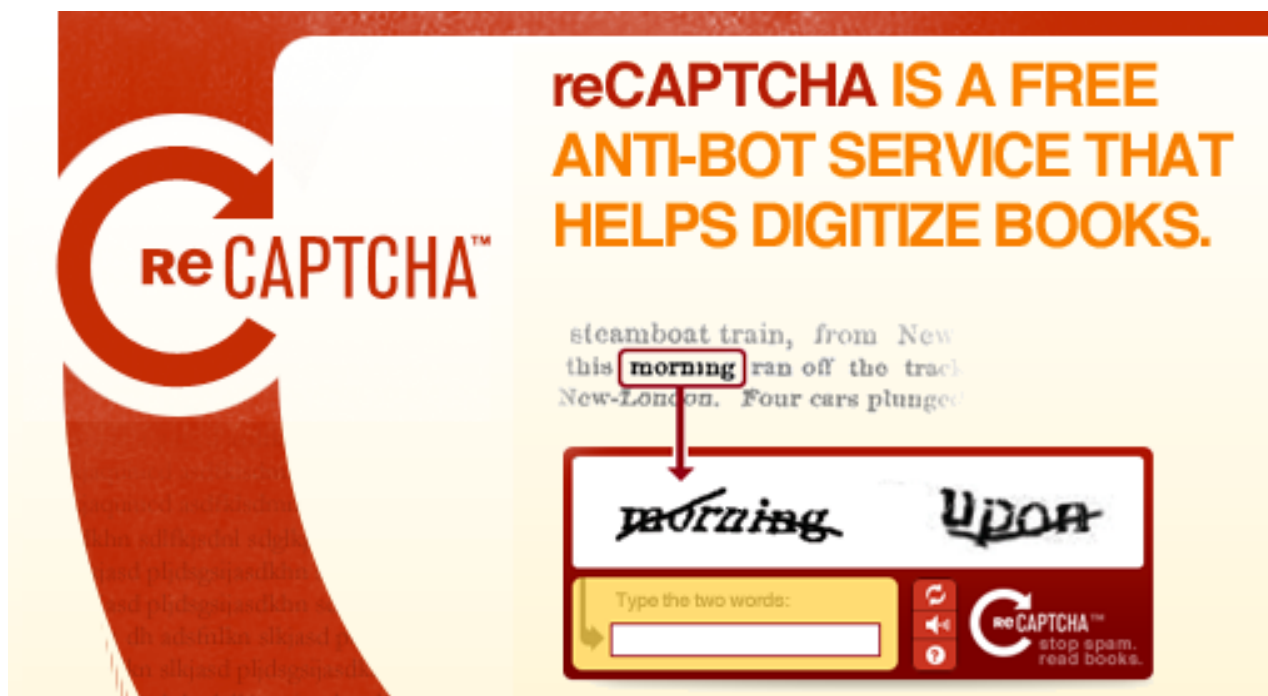 reCAPTCHA IS A FREE
ANTI-BOT SERVICE THAT
HELPS DIGITIZE BOOKS.
ReCAPTCHA™
steamboat train, from New
this morning ran off the track
New-London. Four cars plunged
morning upon
Type the two words:
ReCAPTCHA™
stop spam.
read books.